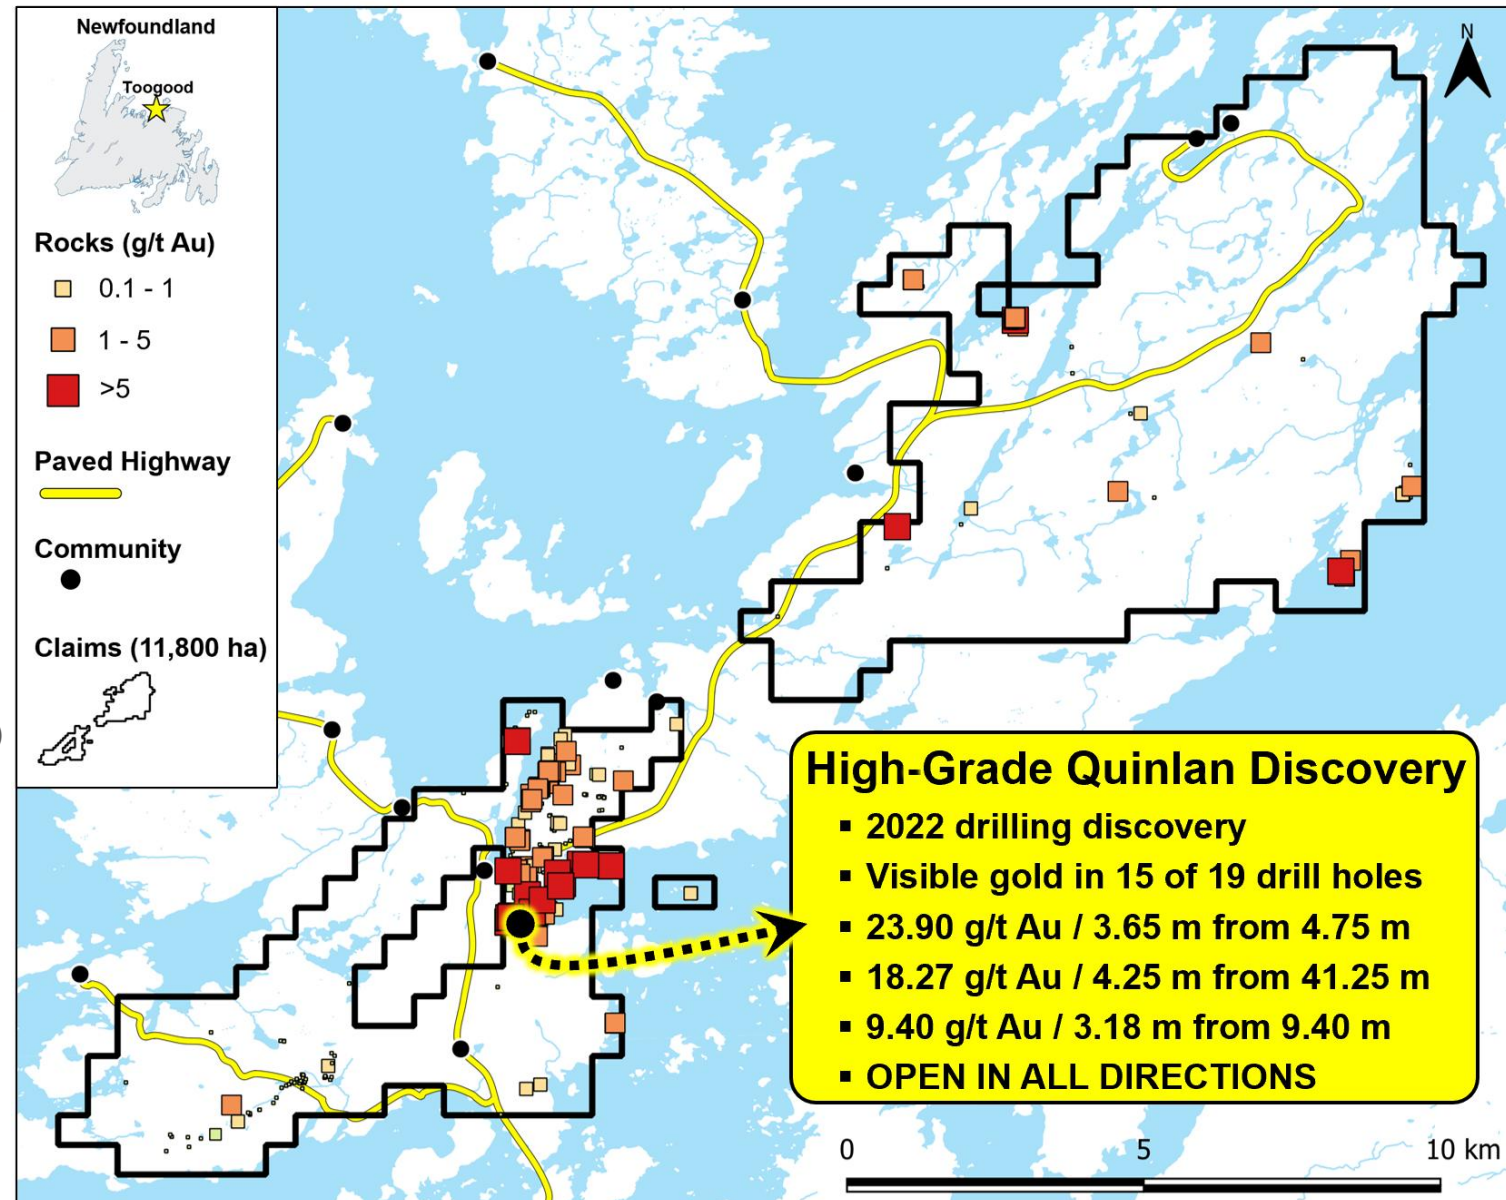 Newfoundland
Toogood
Rocks (g/t Au)
0.1 - 1
1 - 5
>5
Paved Highway
Community
Claims (11,800 ha)
N
High-Grade Quinlan Discovery
▪ 2022 drilling discovery
▪ Visible gold in 15 of 19 drill holes
▪ 23.90 g/t Au / 3.65 m from 4.75 m
▪ 18.27 g/t Au / 4.25 m from 41.25 m
▪ 9.40 g/t Au / 3.18 m from 9.40 m
▪ OPEN IN ALL DIRECTIONS
0 5 10 km